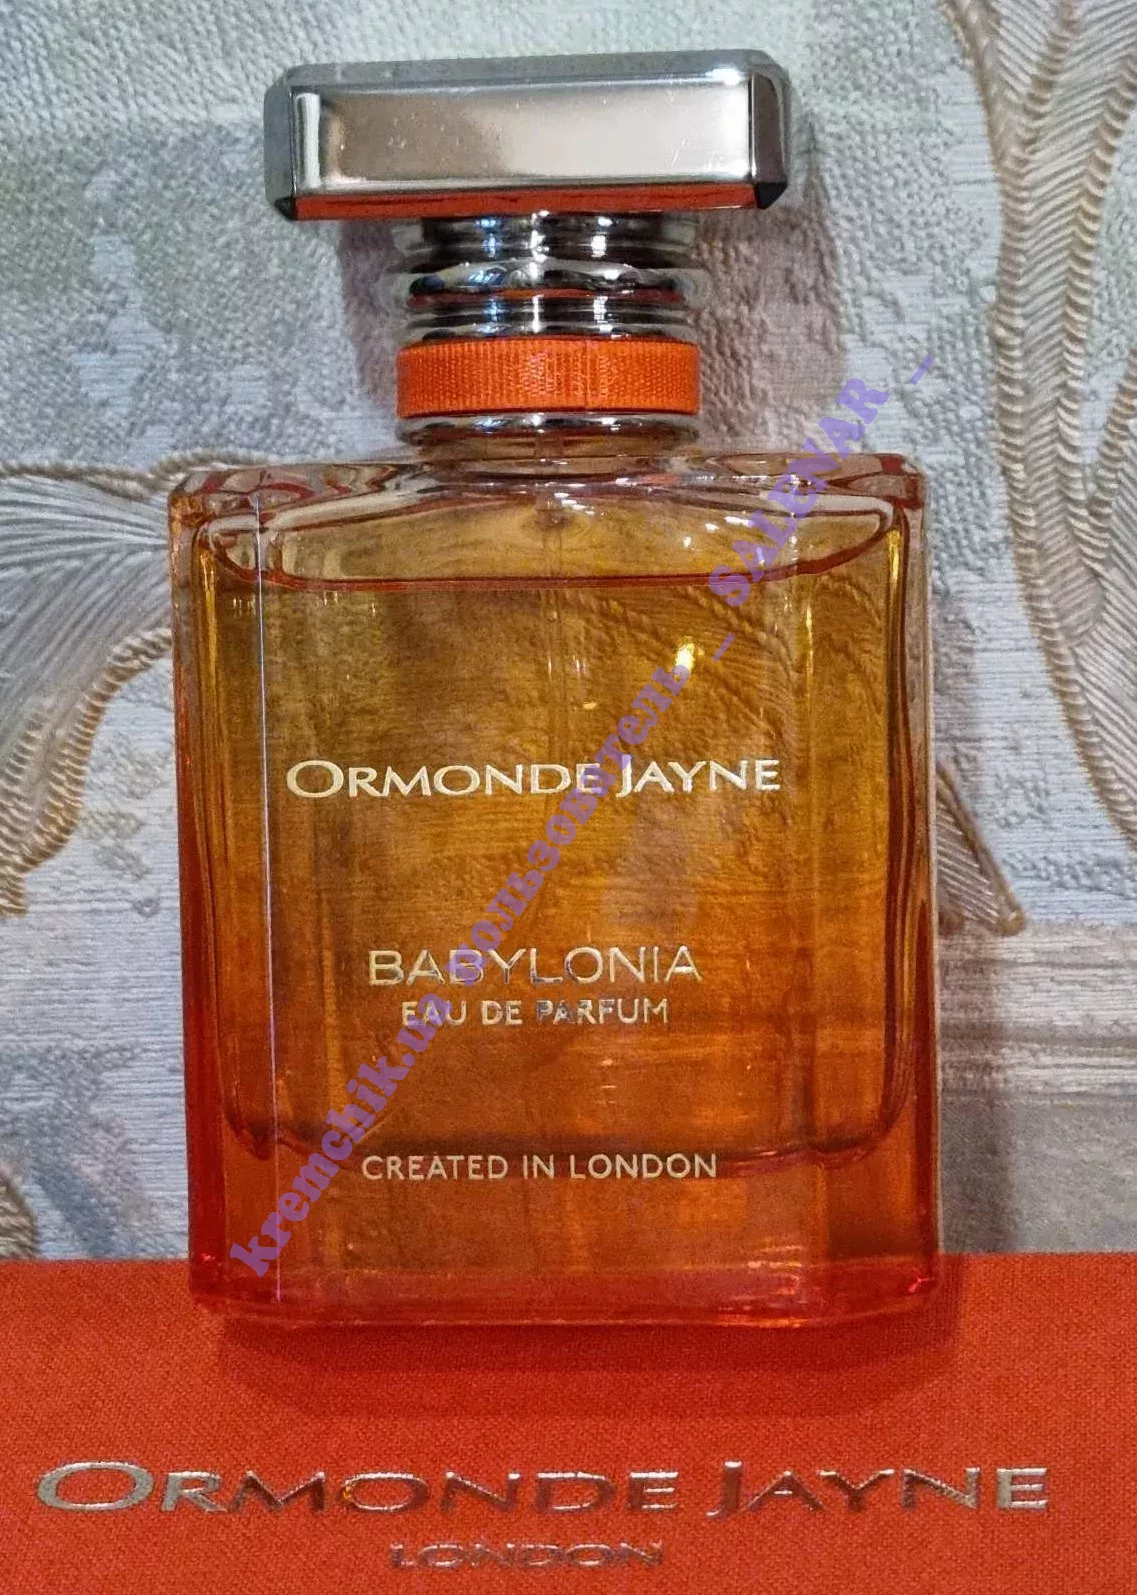 ORMONDE JAYNE
BABYLONIA
EAU DE PARFUM
CREATED IN LONDON
ORMONDE JAYNE
LONDON
kremchik.ua пользователь _ SALENAR _